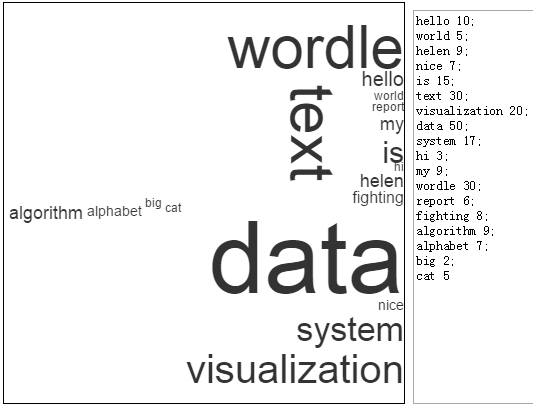 wordle
hello
world
report
text
my
is
hi
helen
fighting
algorithm alphabet big cat
data
nice
system
visualization
hello 10;
world 5;
helen 9;
nice 7;
is 15;
text 30;
visualization 20;
data 50;
system 17;
hi 3;
my 9;
wordle 30;
report 6;
fighting 8;
algorithm 9;
alphabet 7;
big 2;
cat 5